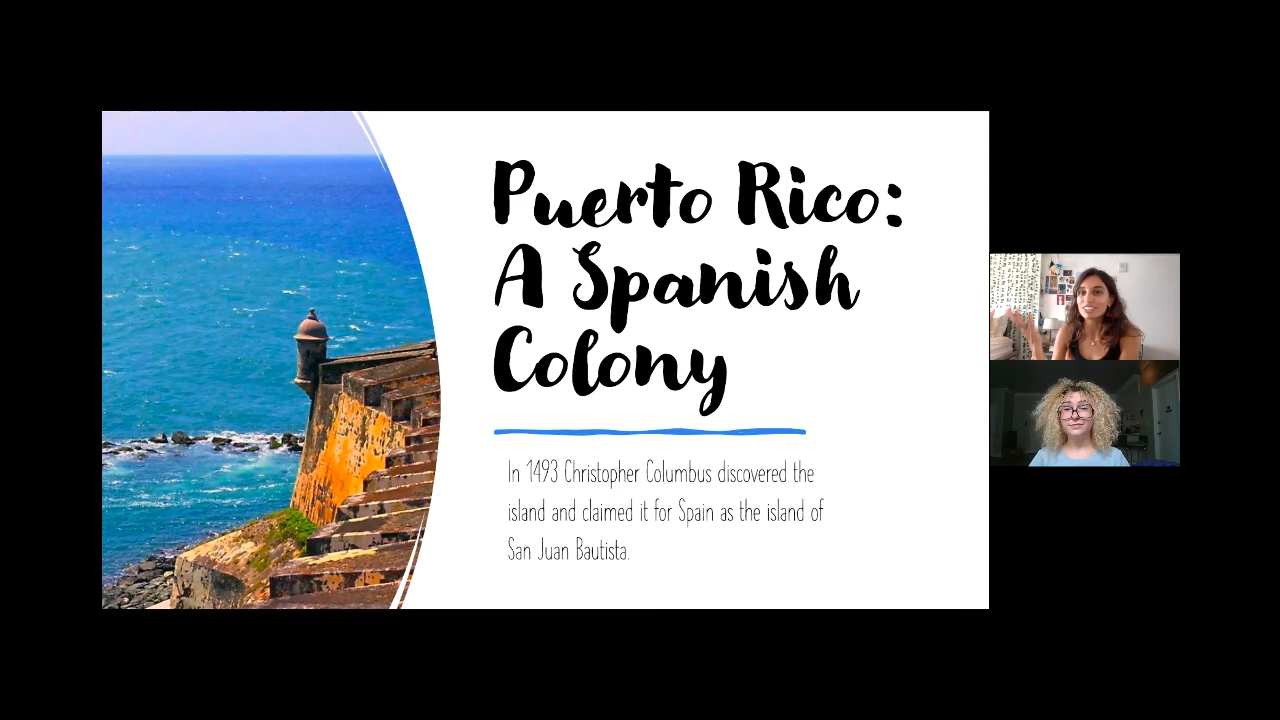 Puerto Rico:
A Spanish
Colony
In 1493 Christopher Columbus discovered the
island and claimed it for Spain as the island of
San Juan Bautista.